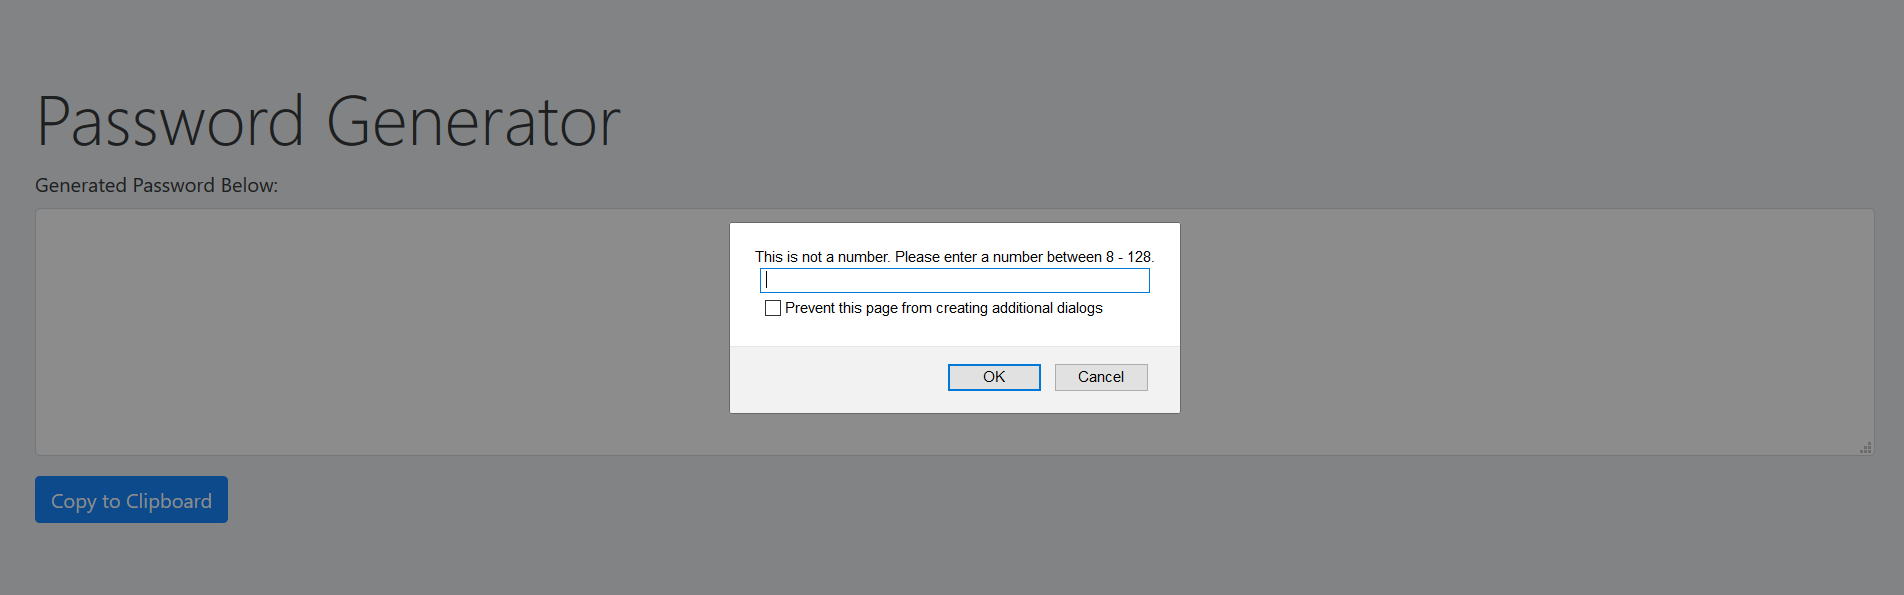 Password Generator
Generated Password Below:
This is not a number. Please enter a number between 8 - 128.
Prevent this page from creating additional dialogs
OK
Cancel
Copy to Clipboard